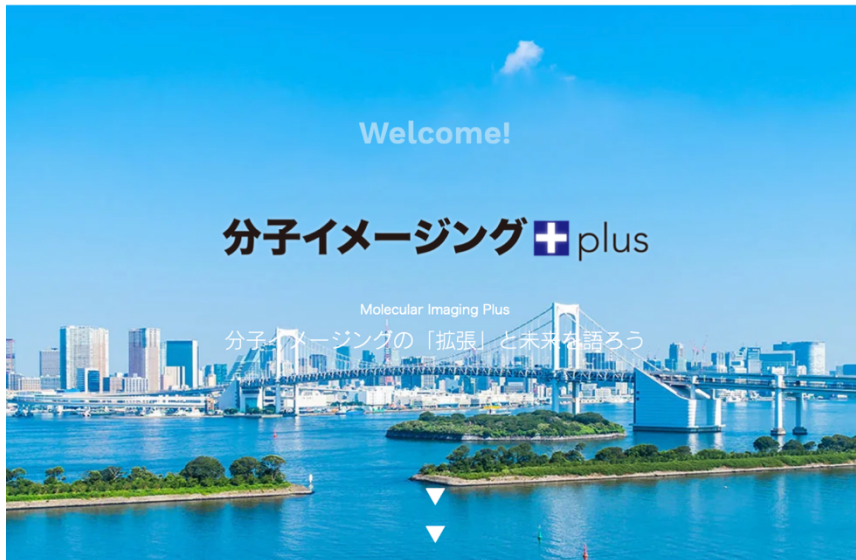 Welcome!
分子イメージング+plus
Molecular Imaging Plus
分子イメージングの「拡張」と未来を語ろう